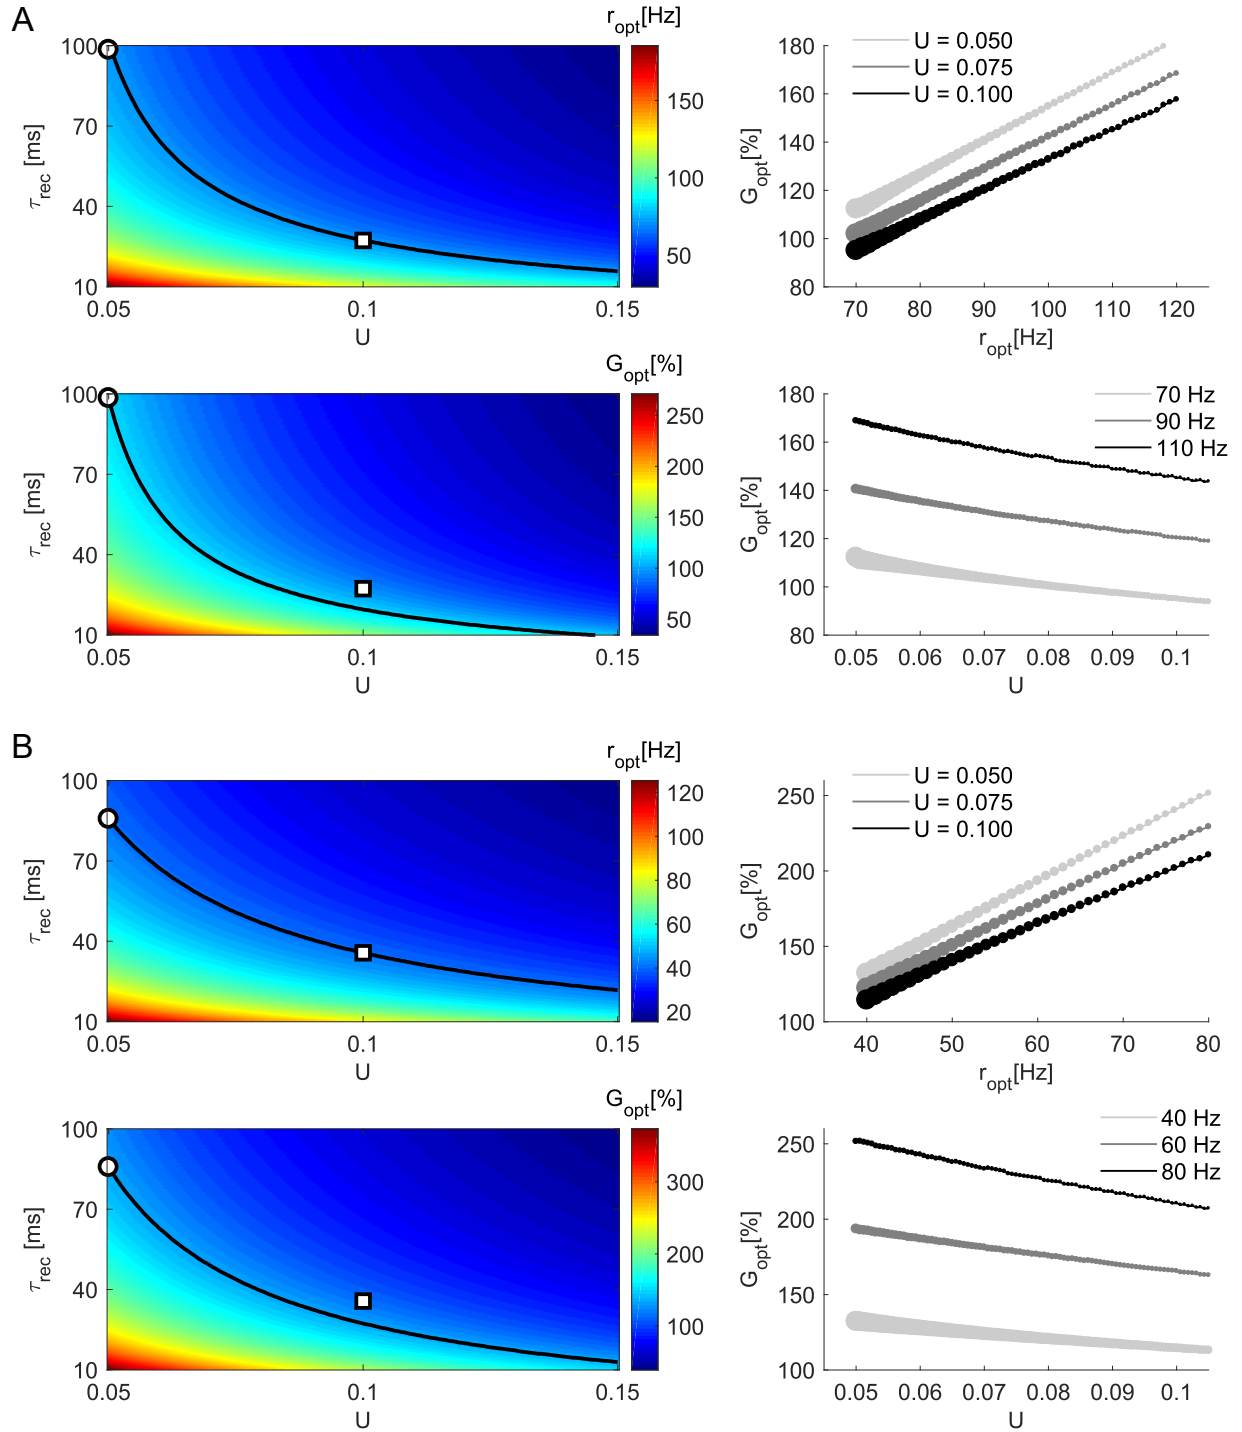 A
r_opt[Hz]
100
70
40
10
τ_rec [ms]
0.05
0.1
0.15
U
150
100
50
U = 0.050
U = 0.075
U = 0.100
180
160
140
120
100
80
G_opt[%]
70
80
90
100
110
120
r_opt[Hz]
G_opt[%]
100
70
40
10
τ_rec [ms]
0.05
0.1
0.15
U
250
200
150
100
50
70 Hz
90 Hz
110 Hz
180
160
140
120
100
80
G_opt[%]
0.05
0.06
0.07
0.08
0.09
0.1
U
B
r_opt[Hz]
100
70
40
10
τ_rec [ms]
0.05
0.1
0.15
U
120
100
80
60
40
20
U = 0.050
U = 0.075
U = 0.100
250
200
150
100
G_opt[%]
40
50
60
70
80
r_opt[Hz]
G_opt[%]
100
70
40
10
τ_rec [ms]
0.05
0.1
0.15
U
300
200
100
40 Hz
60 Hz
80 Hz
250
200
150
100
G_opt[%]
0.05
0.06
0.07
0.08
0.09
0.1
U